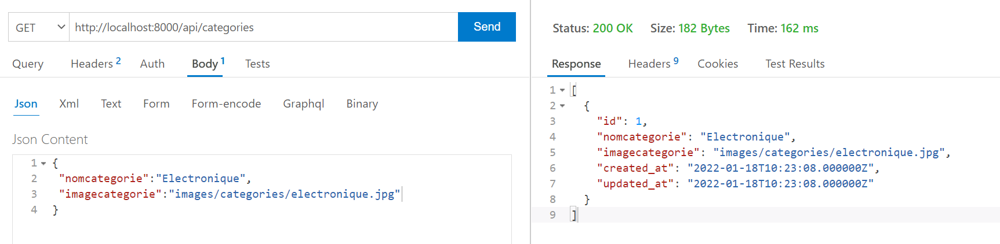 GET http://localhost:8000/api/categories Send
Query Headers 2 Auth Body 1 Tests
Json Xml Text Form Form-encode Graphql Binary
Json Content
1 {
2 "nomcategorie":"Electronique",
3 "imagecategorie":"images/categories/electronique.jpg"
4 }
Status: 200 OK Size: 182 Bytes Time: 162 ms
Response Headers 9 Cookies Test Results
1 [
2 {
3 "id": 1,
4 "nomcategorie": "Electronique",
5 "imagecategorie": "images/categories/electronique.jpg",
6 "created_at": "2022-01-18T10:23:08.000000Z",
7 "updated_at": "2022-01-18T10:23:08.000000Z"
8 }
9 ]